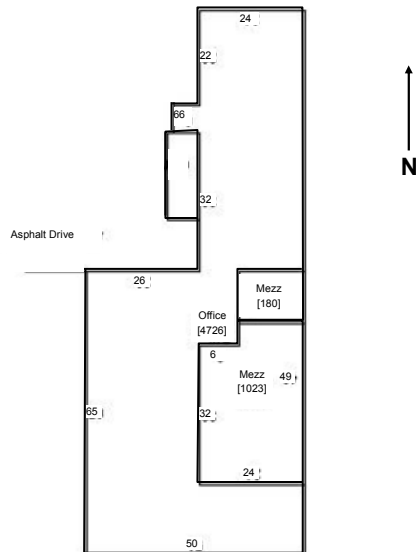 24
22
66
N
32
Asphalt Drive
26
Mezz
[180]
Office
[4726]
6
Mezz
[1023]
49
65
32
24
50